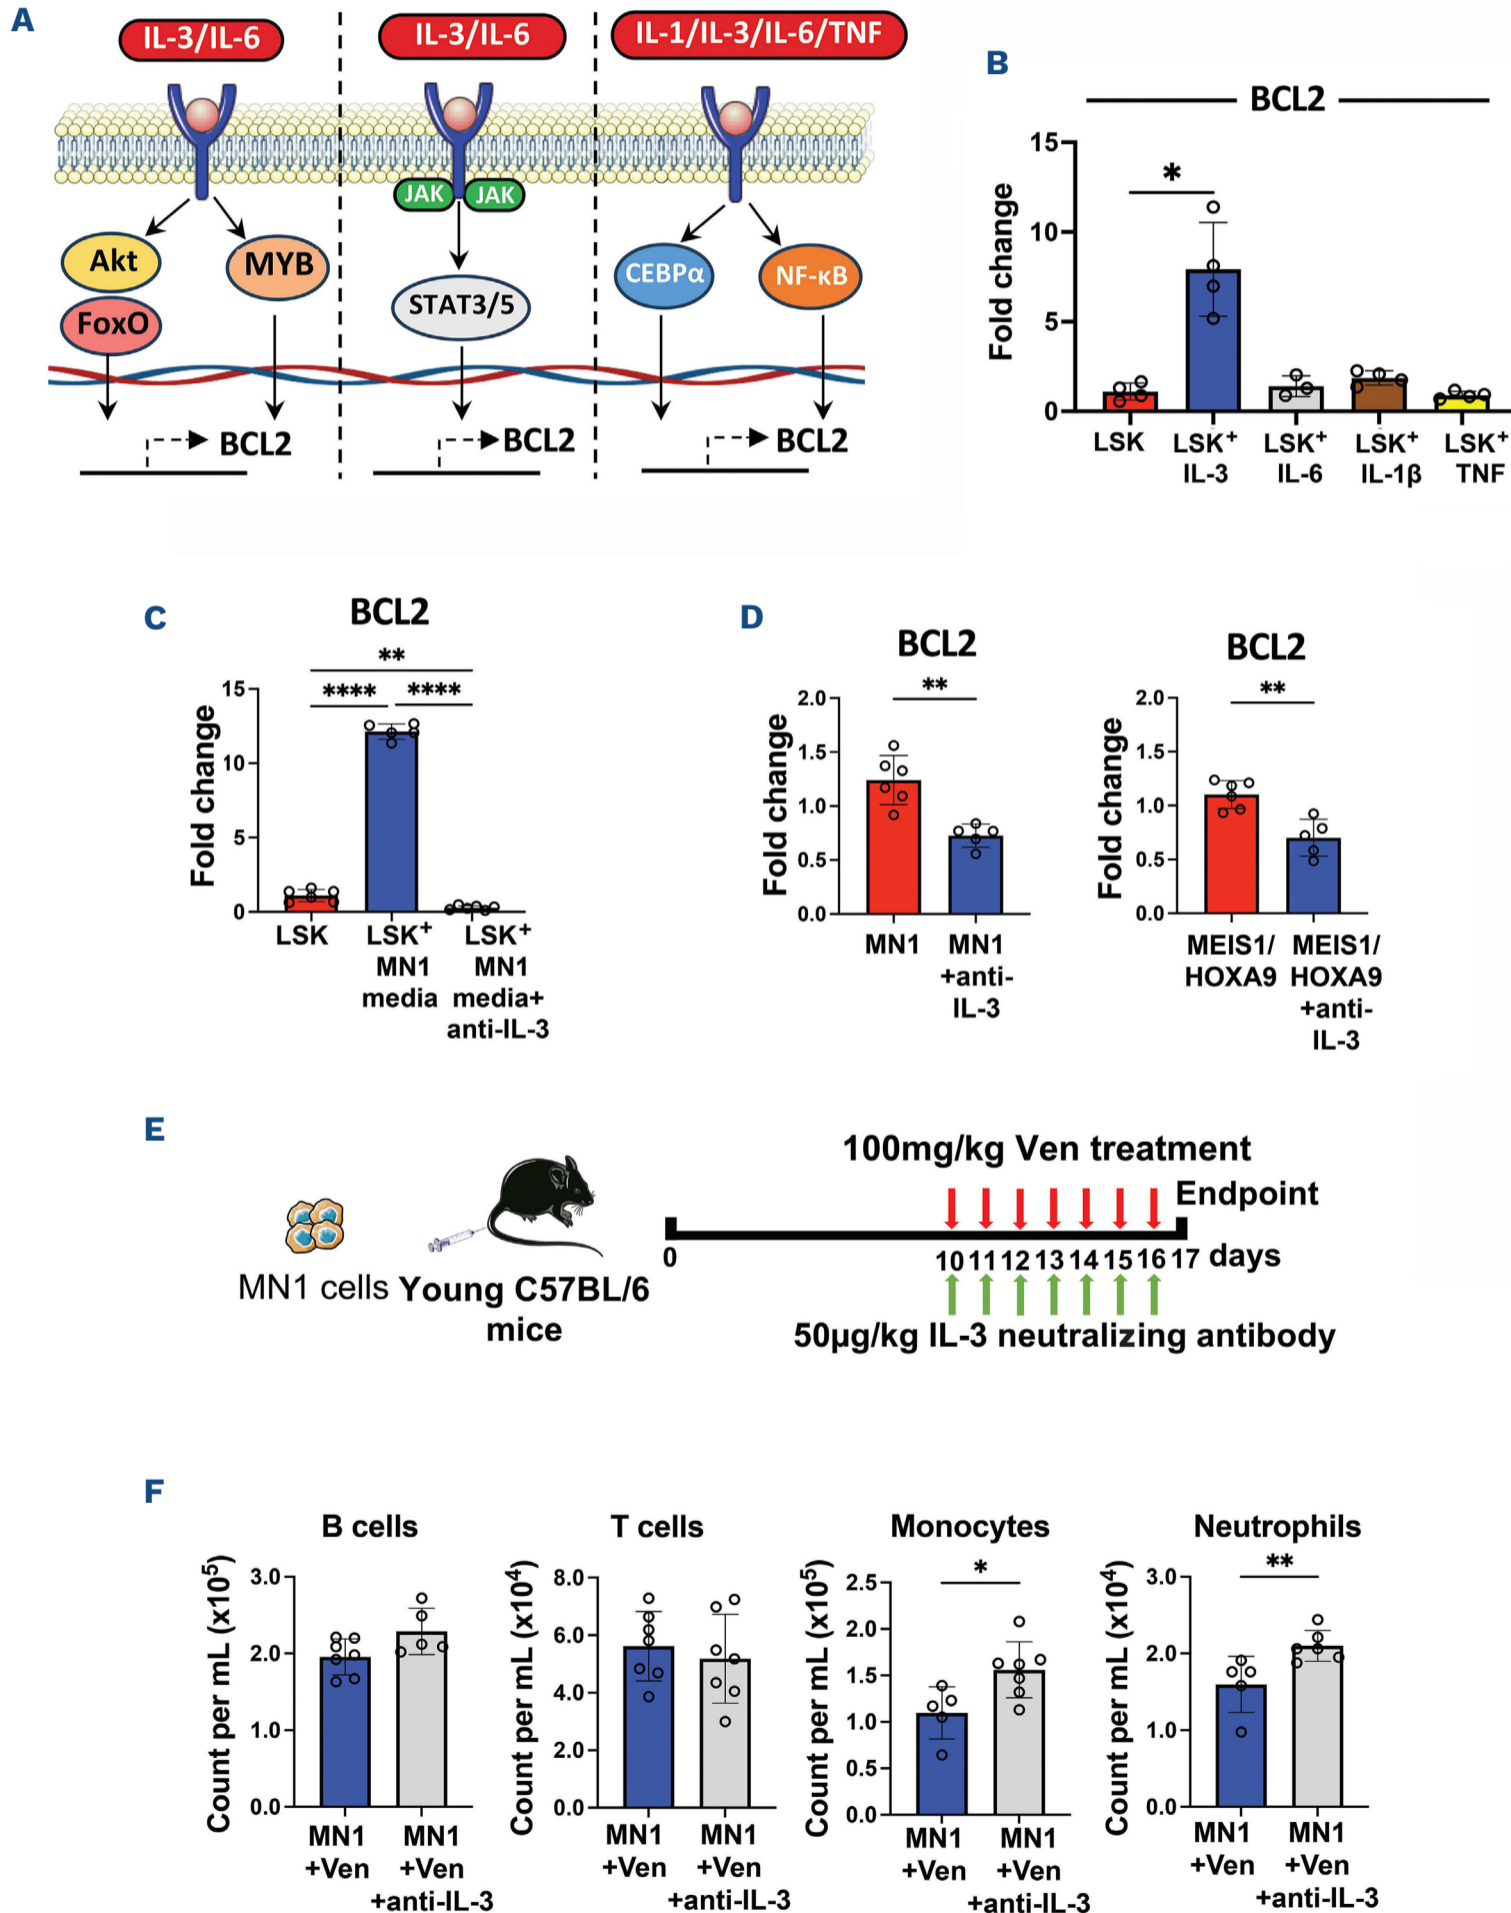 A
IL-3/IL-6
IL-3/IL-6
IL-1/IL-3/IL-6/TNF
JAK JAK
Akt
MYB
FoxO
STAT3/5
CEBPα
NF-κB
BCL2
BCL2
BCL2
B
BCL2
*
Fold change
15
10
5
0
LSK
LSK+
IL-3
LSK+
IL-6
LSK+
IL-1β
LSK+
TNF
C
BCL2
**
**** ****
Fold change
15
10
5
0
LSK
LSK+
MN1
media
LSK+
MN1
media+
anti-IL-3
D
BCL2
**
Fold change
2.0
1.5
1.0
0.5
0.0
MN1
MN1
+anti-
IL-3
BCL2
**
Fold change
2.0
1.5
1.0
0.5
0.0
MEIS1/
HOXA9
MEIS1/
HOXA9
+anti-
IL-3
E
MN1 cells
Young C57BL/6
mice
100mg/kg Ven treatment
Endpoint
0 10 11 12 13 14 15 16 17 days
50µg/kg IL-3 neutralizing antibody
F
B cells
Count per mL (x10⁵)
3.0
2.0
1.0
0.0
MN1
+Ven
MN1
+Ven
+anti-IL-3
T cells
Count per mL (x10⁴)
8.0
6.0
4.0
2.0
0.0
MN1
+Ven
MN1
+Ven
+anti-IL-3
Monocytes
*
Count per mL (x10⁵)
2.5
2.0
1.5
1.0
0.5
0.0
MN1
+Ven
MN1
+Ven
+anti-IL-3
Neutrophils
**
Count per mL (x10⁴)
3.0
2.0
1.0
0.0
MN1
+Ven
MN1
+Ven
+anti-IL-3